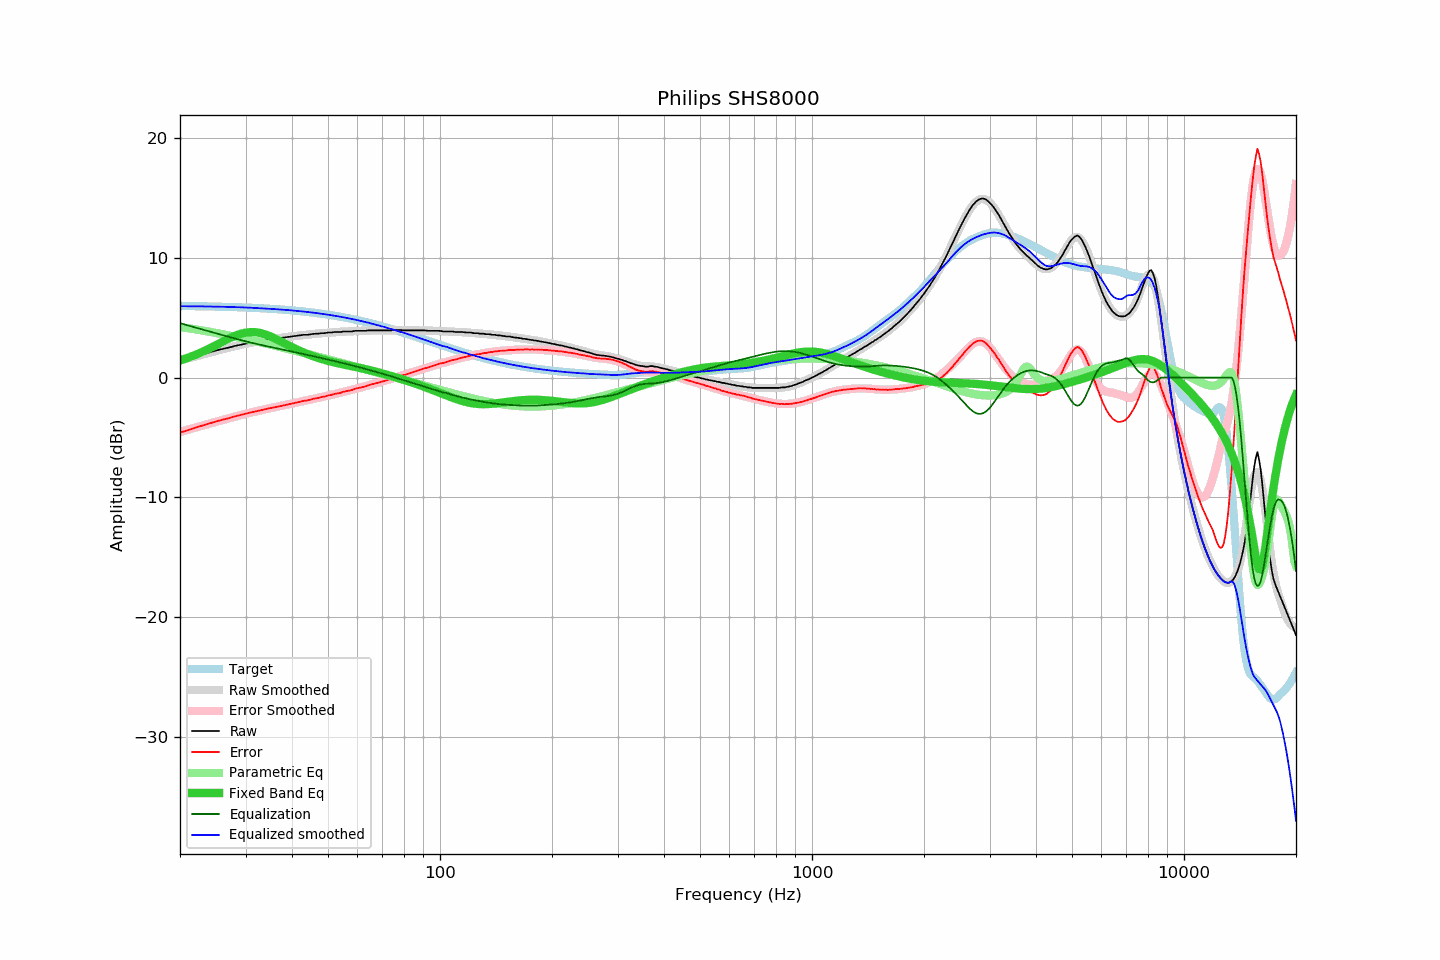 Philips SHS8000
20
10
0
−10
−20
−30
Amplitude (dBr)
Target
Raw Smoothed
Error Smoothed
Raw
Error
Parametric Eq
Fixed Band Eq
Equalization
Equalized smoothed
100
1000
10000
Frequency (Hz)